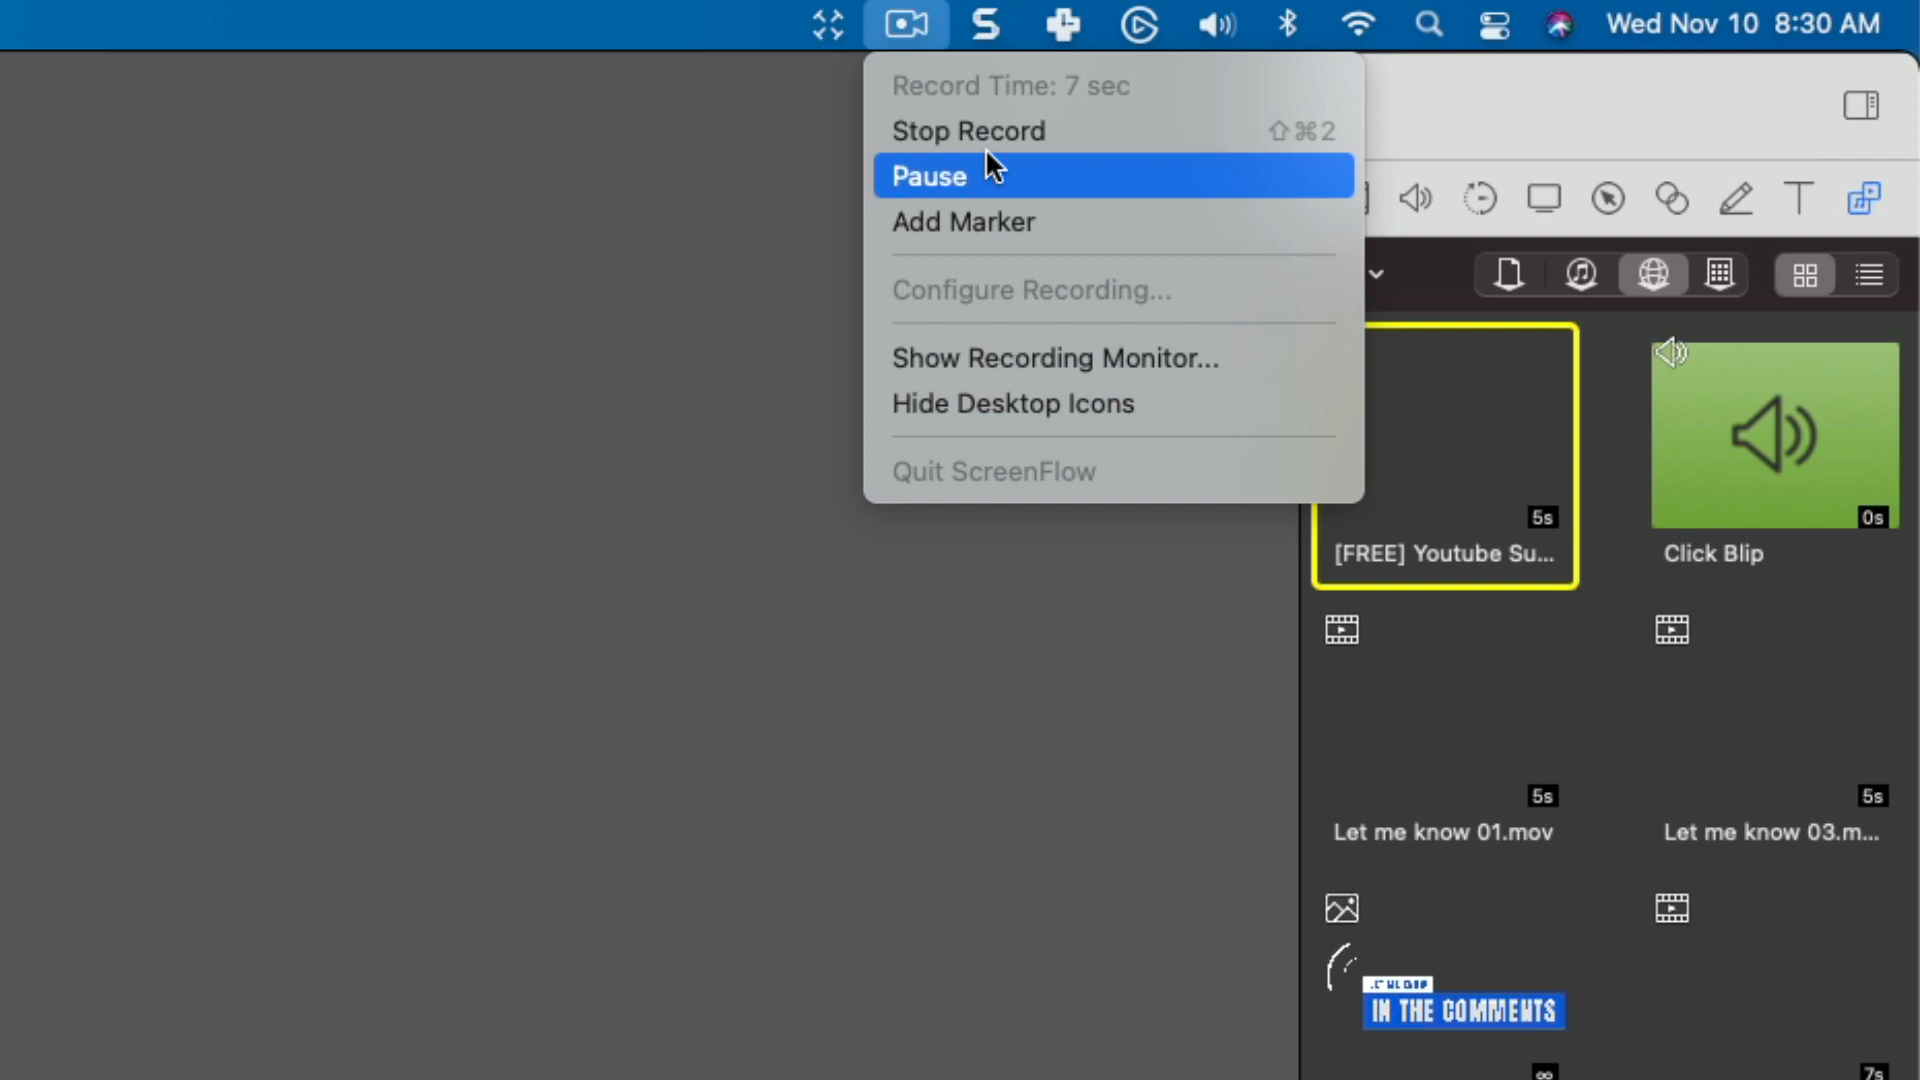 Wed Nov 10 8:30 AM
Record Time: 7 sec
Stop Record ⇧⌘2
Pause
Add Marker
Configure Recording...
Show Recording Monitor...
Hide Desktop Icons
Quit ScreenFlow
5s
0s
[FREE] Youtube Su...
Click Blip
5s
5s
Let me know 01.mov
Let me know 03.m...
IN THE COMMENTS
∞
7s